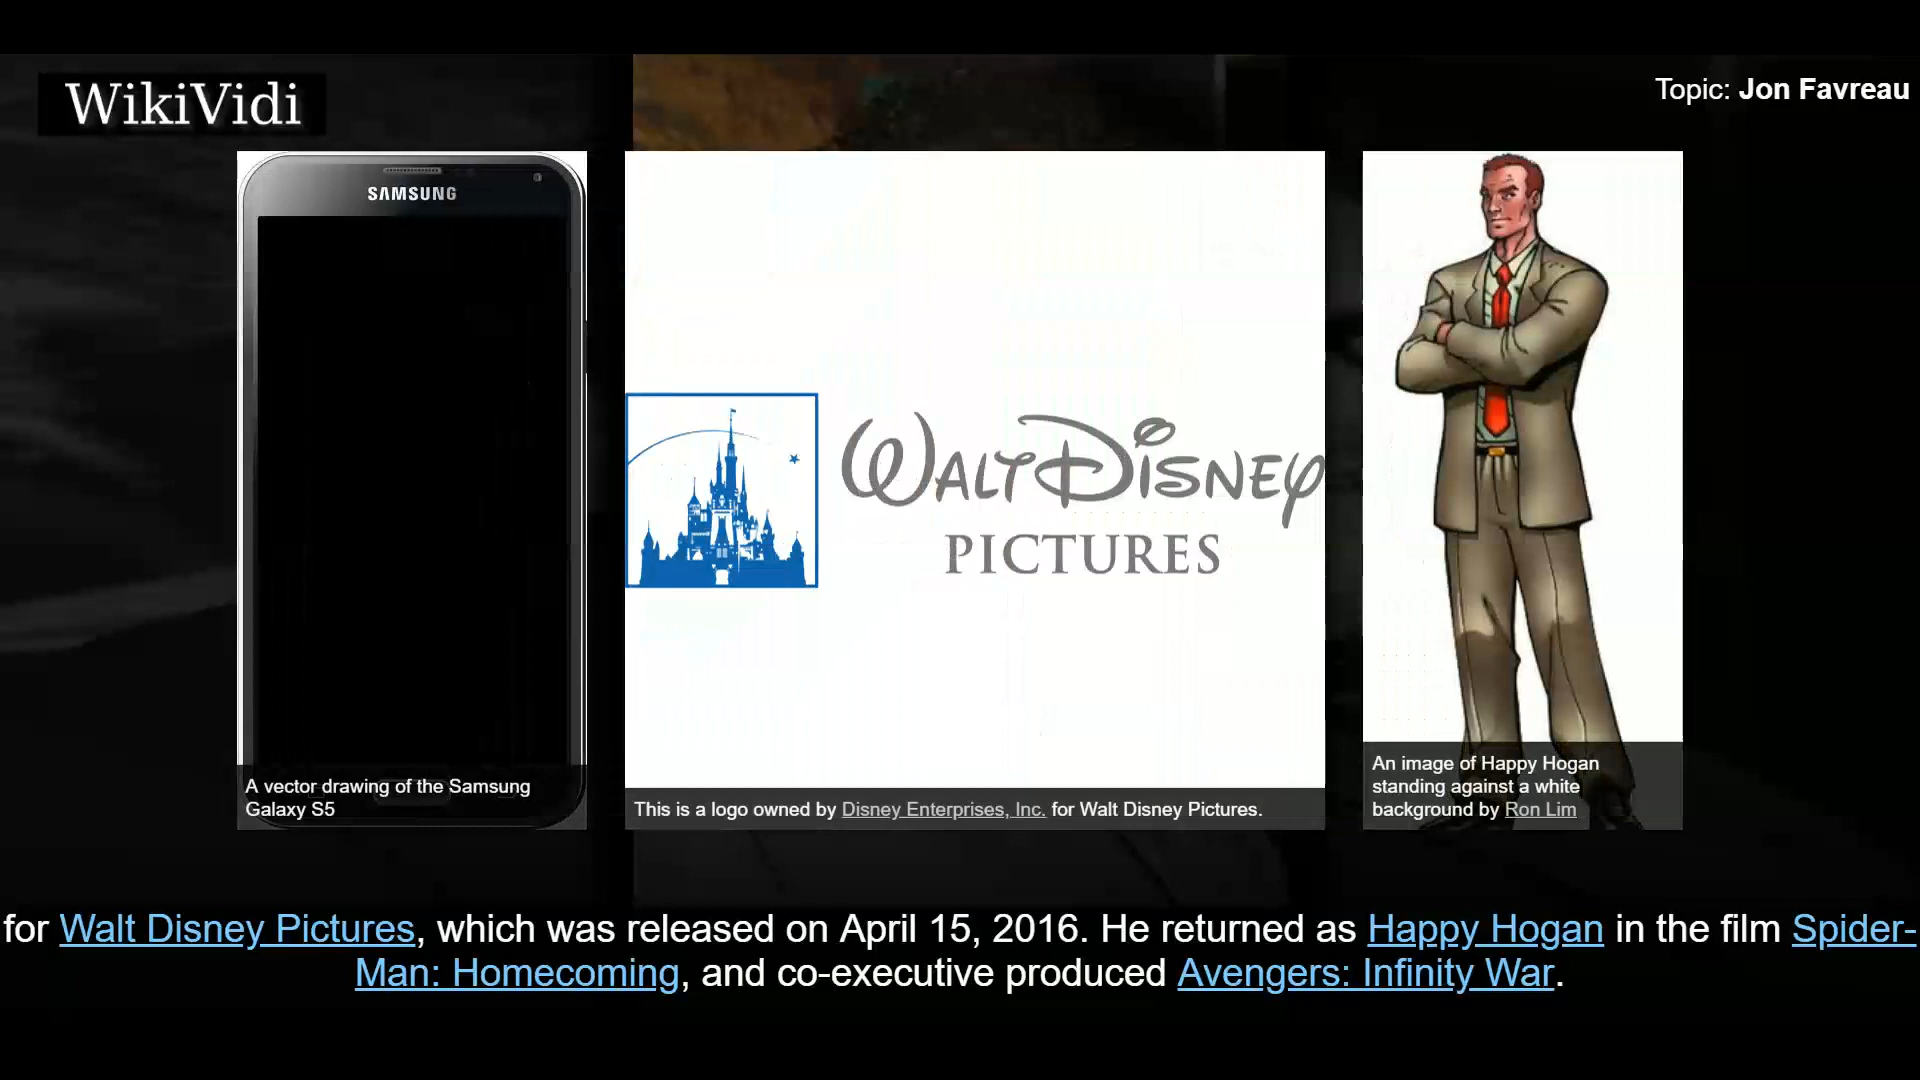 WikiVidi
Topic: Jon Favreau
SAMSUNG
A vector drawing of the Samsung
Galaxy S5
WALT DISNEY
PICTURES
This is a logo owned by Disney Enterprises, Inc. for Walt Disney Pictures.
An image of Happy Hogan
standing against a white
background by Ron Lim
for Walt Disney Pictures, which was released on April 15, 2016. He returned as Happy Hogan in the film Spider-
Man: Homecoming, and co-executive produced Avengers: Infinity War.